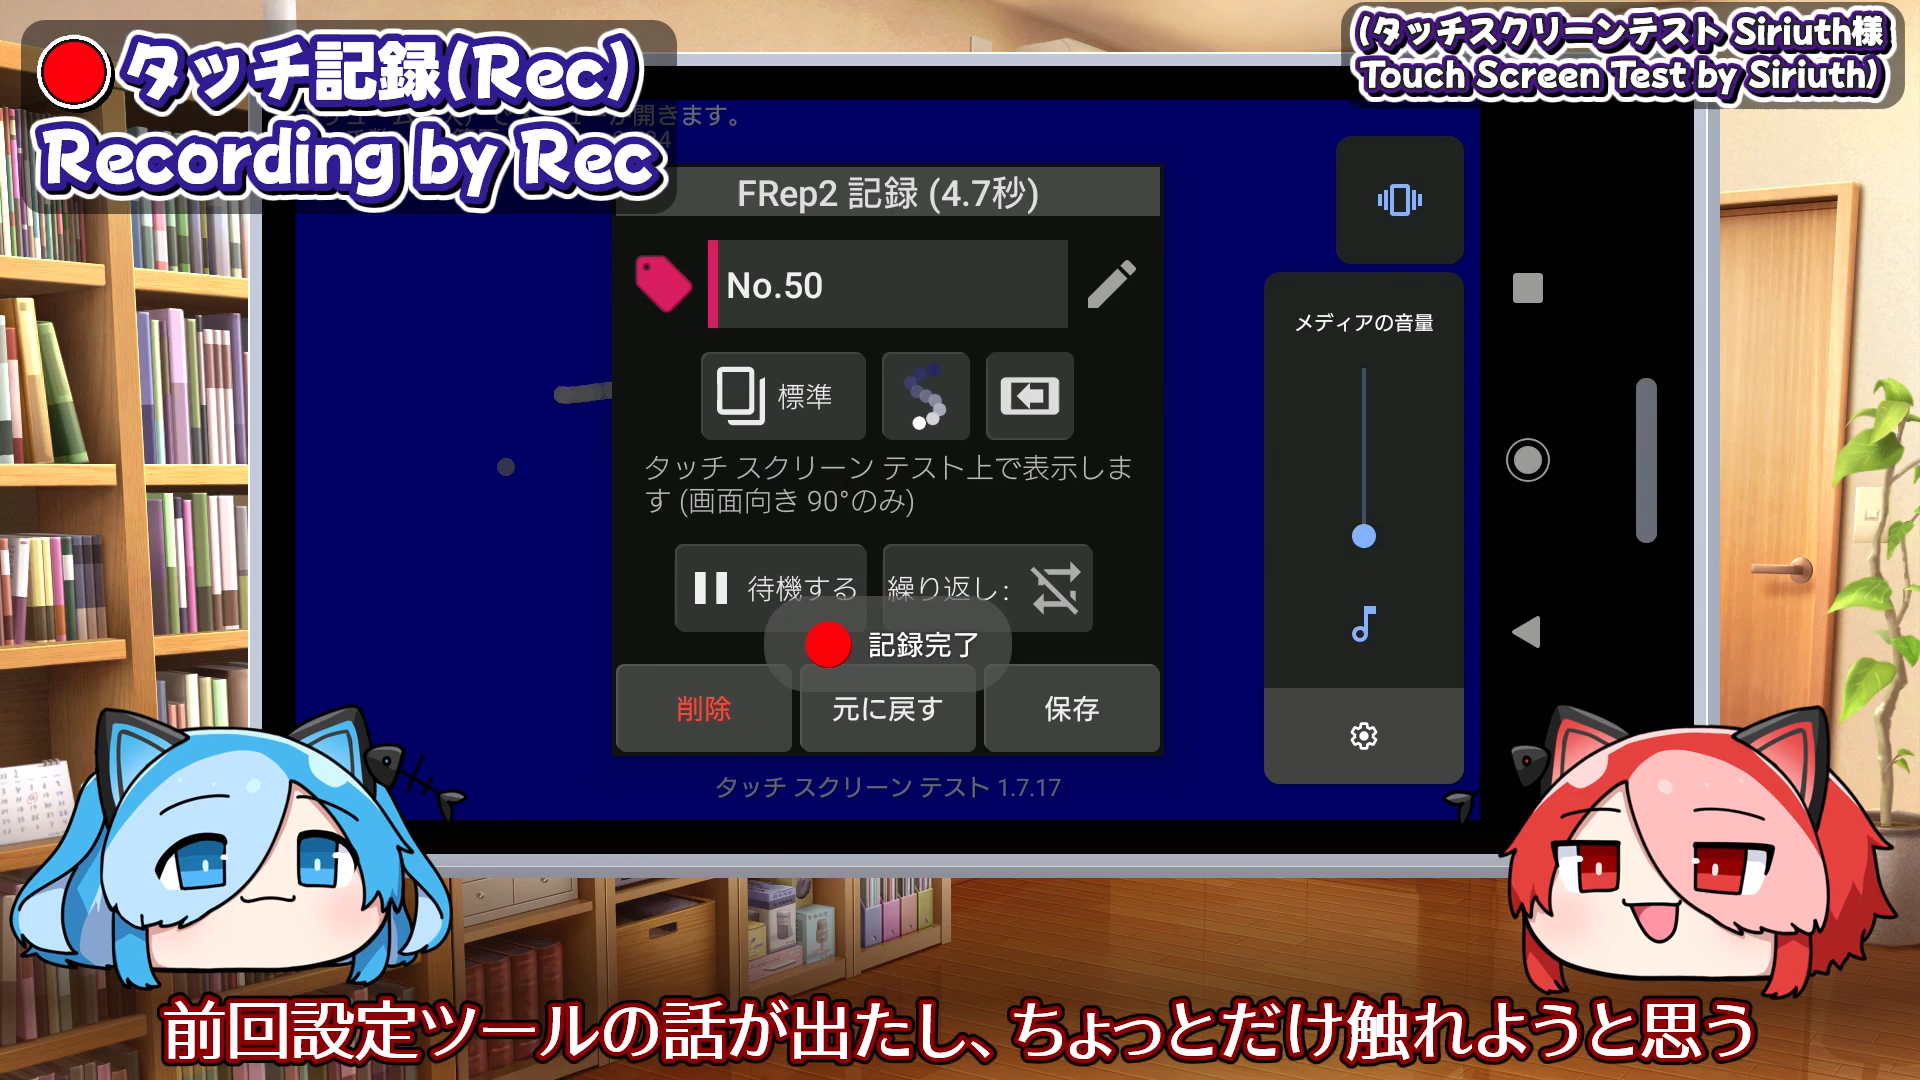 タッチ記録(Rec)
Recording by Rec
(タッチスクリーンテスト Siriuth様
Touch Screen Test by Siriuth)
開きます。
FRep2 記録 (4.7秒)
No.50
標準
タッチ スクリーン テスト上で表示しま
す (画面向き 90°のみ)
待機する
繰り返し:
記録完了
削除
元に戻す
保存
タッチ スクリーン テスト 1.7.17
メディアの音量
前回設定ツールの話が出たし、ちょっとだけ触れようと思う